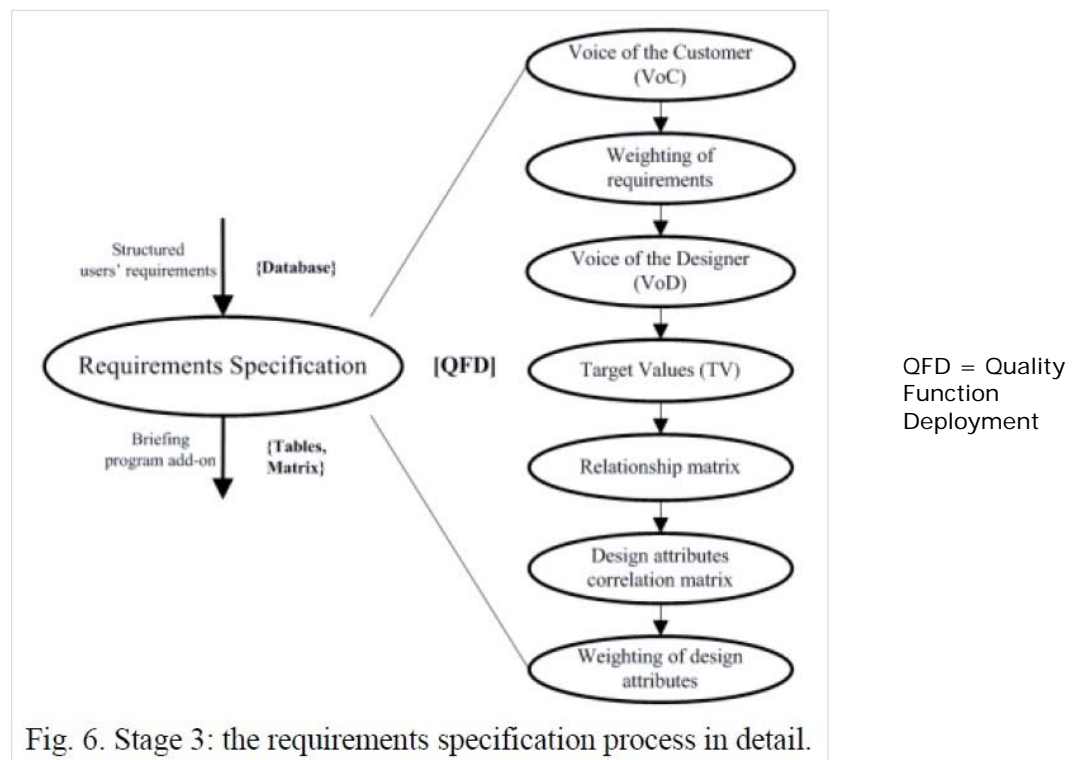 Structured
users' requirements
{Database}
Requirements Specification
[QFD]
Briefing
program add-on
{Tables,
Matrix}
Voice of the Customer
(VoC)
Weighting of
requirements
Voice of the Designer
(VoD)
Target Values (TV)
Relationship matrix
Design attributes
correlation matrix
Weighting of design
attributes
QFD = Quality
Function
Deployment
Fig. 6. Stage 3: the requirements specification process in detail.